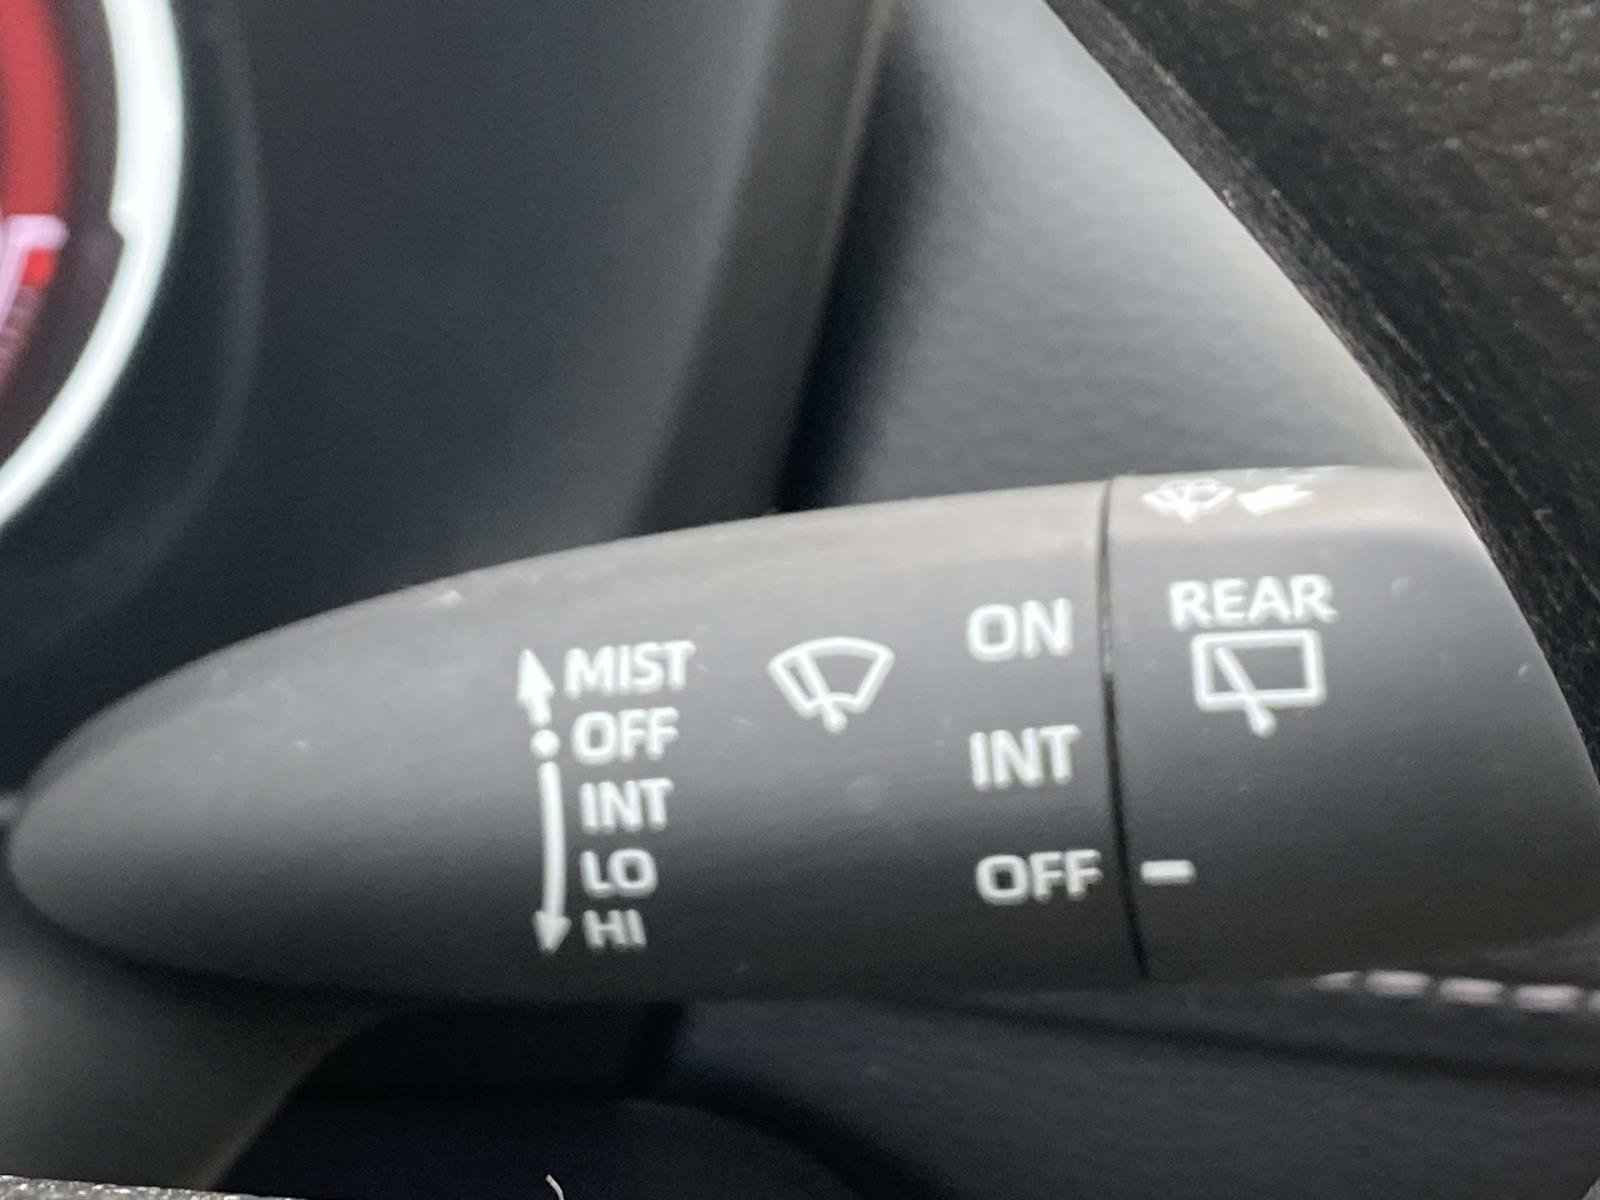 MIST
OFF
INT
LO
HI
ON
INT
OFF
REAR